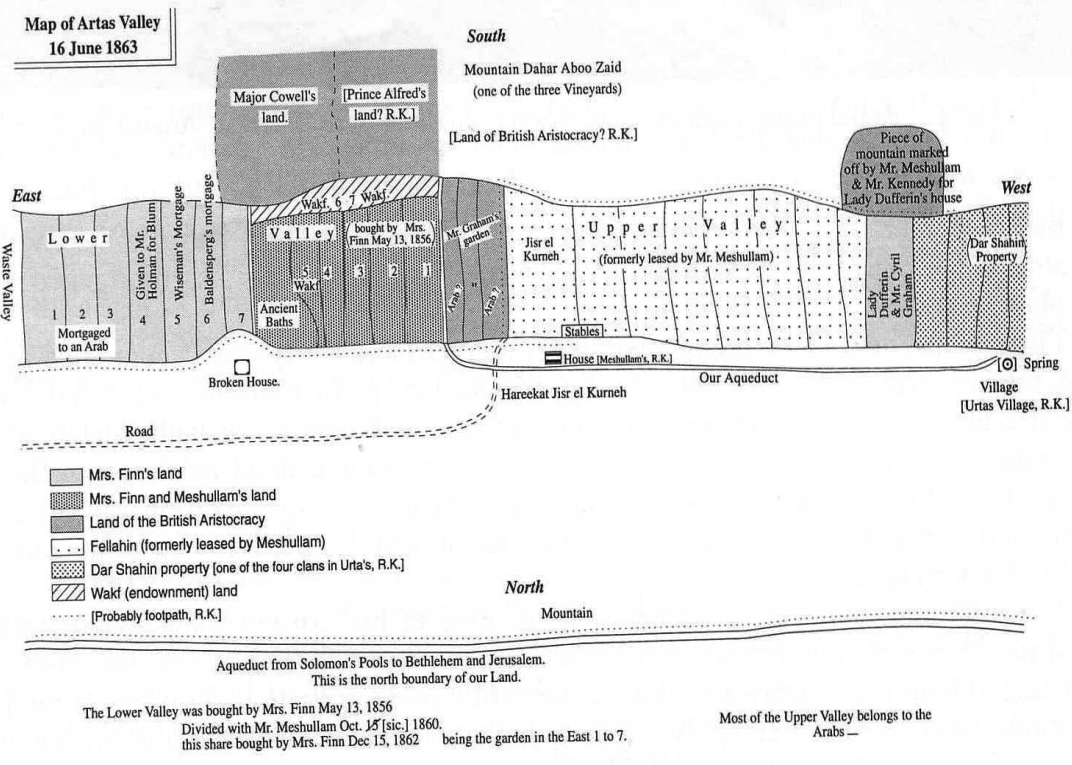 Map of Artas Valley
16 June 1863
South
Mountain Dahar Aboo Zaid
(one of the three Vineyards)
[Land of British Aristocracy? R.K.]
Major Cowell's
land.
[Prince Alfred's
land? R.K.]
Piece of
mountain marked
off by Mr. Meshullam
& Mr. Kennedy for
Lady Dufferin's house
East
West
Waste Valley
Lower
1 2 3
Mortgaged
to an Arab
Given to Mr.
Holman for Blum
4
Wiseman's Mortgage
5
Baldensperg's mortgage
6
7
Wakf, 6 7 Wakf.
Valley
bought by Mrs.
Finn May 13, 1856
5 4 3 2 1
Wakf
Ancient
Baths
Mr. Graham's
garden
Arab ? " Arab ?
Upper Valley
Jisr el
Kurneh
(formerly leased by Mr. Meshullam)
Stables
Lady
Dufferin
& Mr. Cyril
Graham
Dar Shahin
Property
House [Meshullam's, R.K.]
Our Aqueduct
Spring
Village
[Urtas Village, R.K.]
Broken House.
Hareekat Jisr el Kurneh
Road
Mrs. Finn's land
Mrs. Finn and Meshullam's land
Land of the British Aristocracy
Fellahin (formerly leased by Meshullam)
Dar Shahin property [one of the four clans in Urta's, R.K.]
Wakf (endownment) land
[Probably footpath, R.K.]
North
Mountain
Aqueduct from Solomon's Pools to Bethlehem and Jerusalem.
This is the north boundary of our Land.
The Lower Valley was bought by Mrs. Finn May 13, 1856
Divided with Mr. Meshullam Oct. 15 [sic.] 1860.
this share bought by Mrs. Finn Dec 15, 1862 being the garden in the East 1 to 7.
Most of the Upper Valley belongs to the
Arabs —